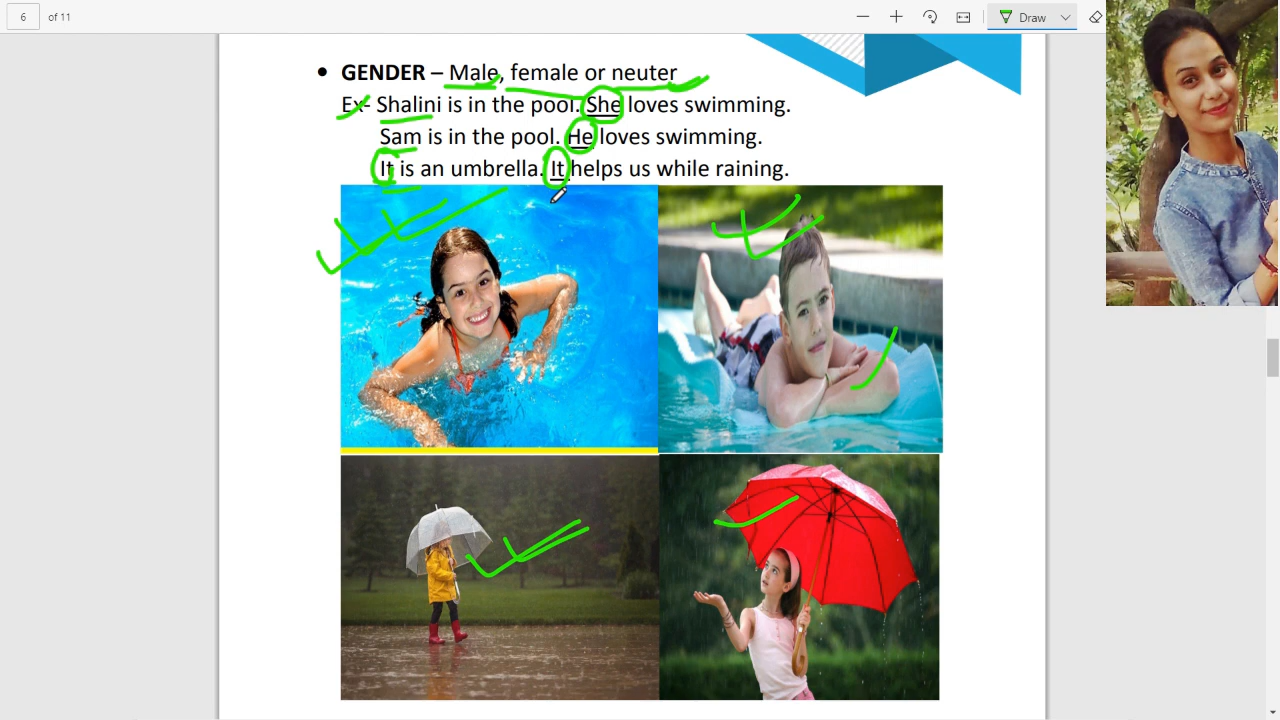 6 of 11 Draw
• GENDER – Male, female or neuter
Ex- Shalini is in the pool. She loves swimming.
Sam is in the pool. He loves swimming.
It is an umbrella. It helps us while raining.